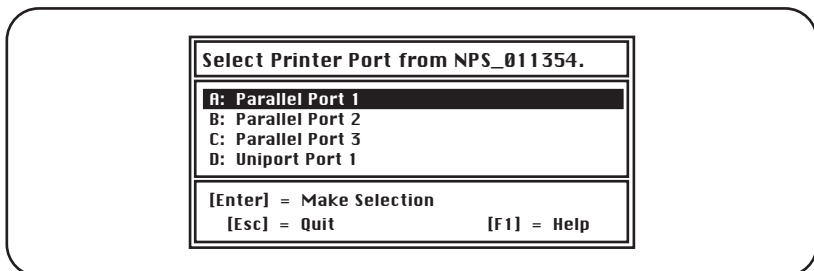 Select Printer Port from NPS_011354.
A: Parallel Port 1
B: Parallel Port 2
C: Parallel Port 3
D: Uniport Port 1
[Enter] = Make Selection
[Esc] = Quit [F1] = Help